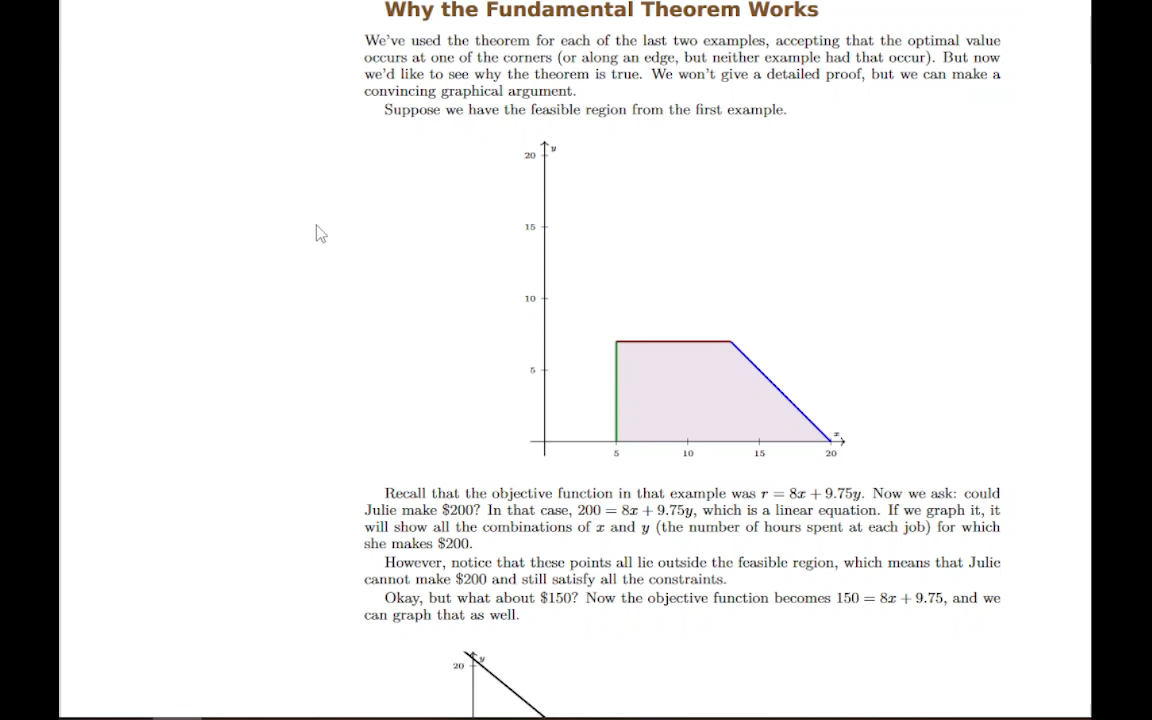 Why the Fundamental Theorem Works
We've used the theorem for each of the last two examples, accepting that the optimal value
occurs at one of the corners (or along an edge, but neither example had that occur). But now
we'd like to see why the theorem is true. We won't give a detailed proof, but we can make a
convincing graphical argument.
Suppose we have the feasible region from the first example.
y
20
15
10
5
x
5 10 15 20
Recall that the objective function in that example was r = 8x + 9.75y. Now we ask: could
Julie make $200? In that case, 200 = 8x + 9.75y, which is a linear equation. If we graph it, it
will show all the combinations of x and y (the number of hours spent at each job) for which
she makes $200.
However, notice that these points all lie outside the feasible region, which means that Julie
cannot make $200 and still satisfy all the constraints.
Okay, but what about $150? Now the objective function becomes 150 = 8x + 9.75, and we
can graph that as well.
y
20